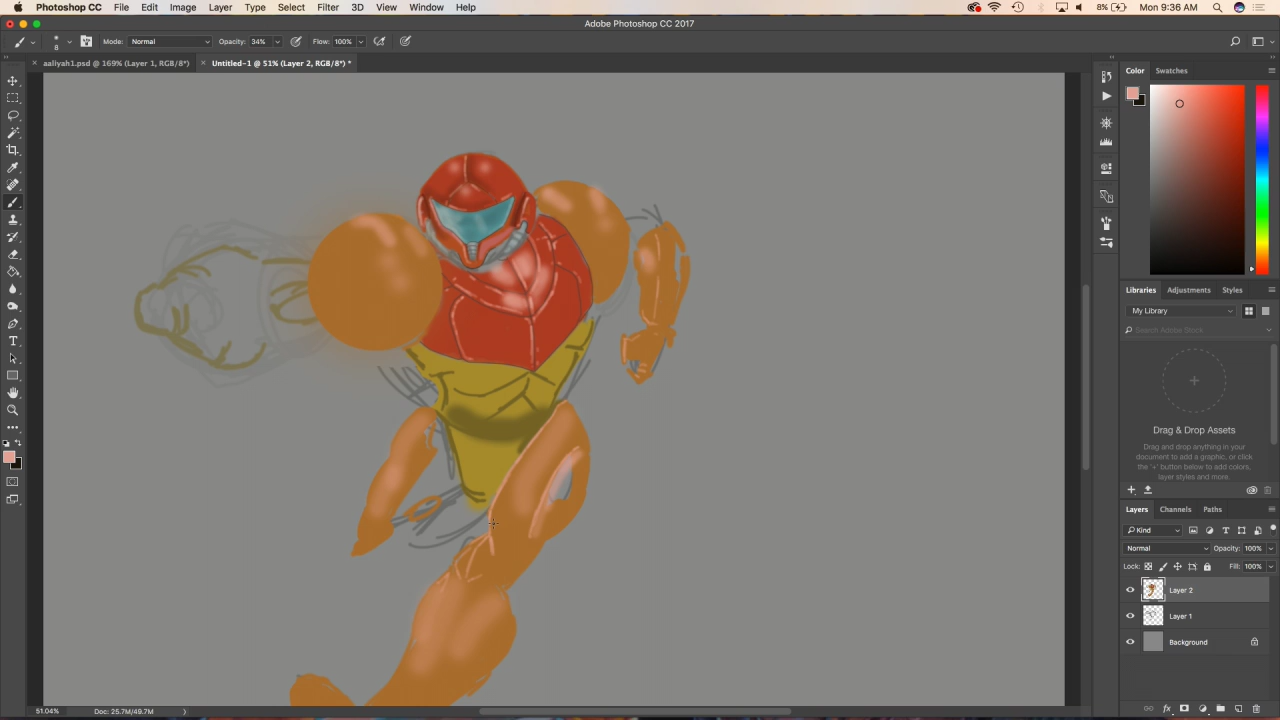 Photoshop CC File Edit Image Layer Type Select Filter 3D View Window Help 8% Mon 9:36 AM
Adobe Photoshop CC 2017
8 Mode: Normal Opacity: 34% Flow: 100%
aaliyah1.psd @ 169% (Layer 1, RGB/8*) Untitled-1 @ 51% (Layer 2, RGB/8*) *
Color Swatches
Libraries Adjustments Styles
My Library
Search Adobe Stock
Drag & Drop Assets
Drag and drop anything in your
document to add a graphic, or click
the '+' button below to add colors,
layer styles and more.
Layers Channels Paths
Kind
Normal Opacity: 100%
Lock: Fill: 100%
Layer 2
Layer 1
Background
51.04% Doc: 25.7M/49.7M